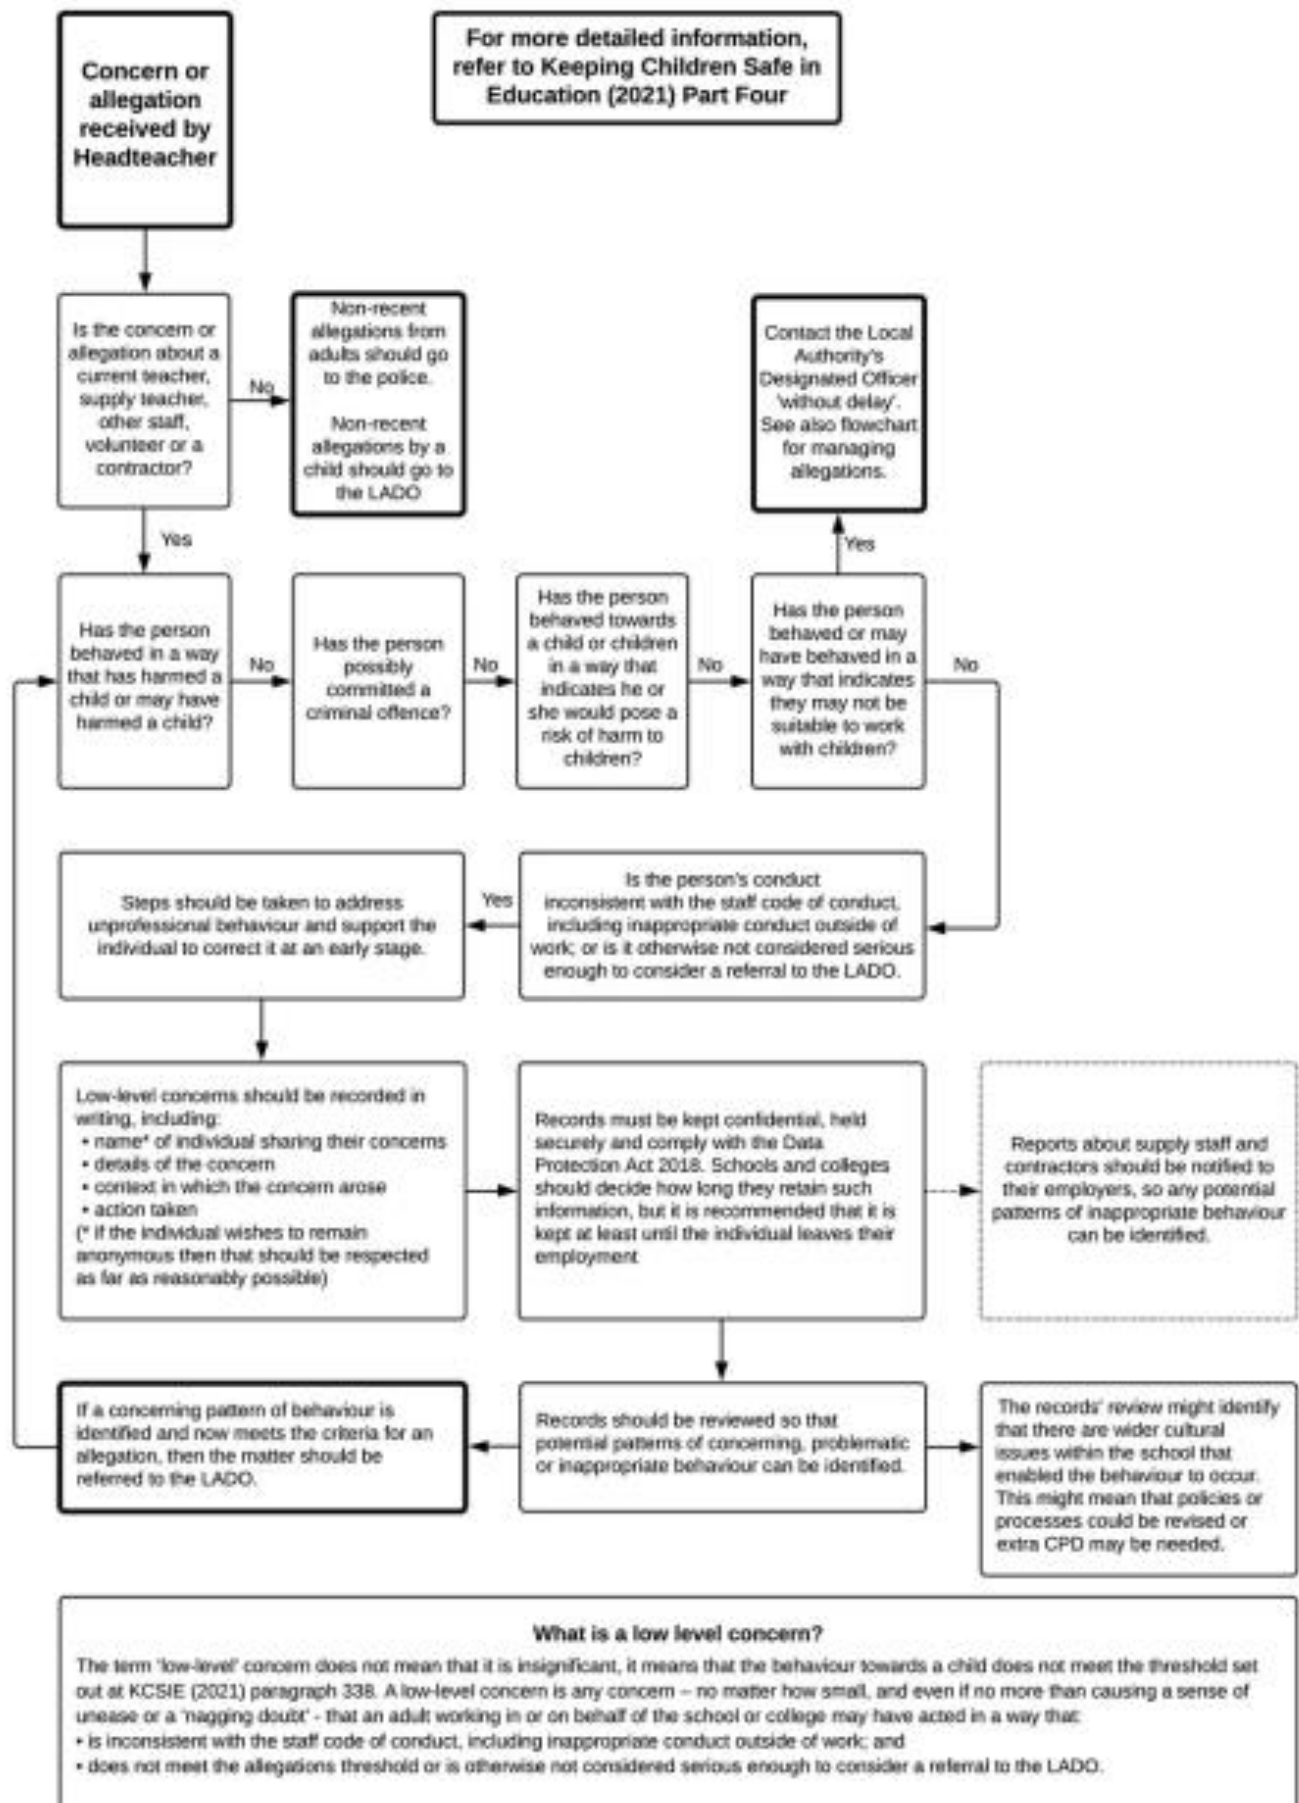 Concern or
allegation
received by
Headteacher
For more detailed information,
refer to Keeping Children Safe in
Education (2021) Part Four
Is the concern or
allegation about a
current teacher,
supply teacher,
other staff,
volunteer or a
contractor?
No
Non-recent
allegations from
adults should go
to the police.
Non-recent
allegations by a
child should go to
the LADO
Contact the Local
Authority's
Designated Officer
'without delay'.
See also flowchart
for managing
allegations.
Yes
Yes
Has the person
behaved in a way
that has harmed a
child or may have
harmed a child?
No
Has the person
possibly
committed a
criminal offence?
No
Has the person
behaved towards
a child or children
in a way that
indicates he or
she would pose a
risk of harm to
children?
No
Has the person
behaved or may
have behaved in a
way that indicates
they may not be
suitable to work
with children?
No
Steps should be taken to address
unprofessional behaviour and support the
individual to correct it at an early stage.
Yes
Is the person's conduct
inconsistent with the staff code of conduct,
including inappropriate conduct outside of
work; or is it otherwise not considered serious
enough to consider a referral to the LADO.
Low-level concerns should be recorded in
writing, including:
• name* of individual sharing their concerns
• details of the concern
• context in which the concern arose
• action taken
(* if the individual wishes to remain
anonymous then that should be respected
as far as reasonably possible)
Records must be kept confidential, held
securely and comply with the Data
Protection Act 2018. Schools and colleges
should decide how long they retain such
information, but it is recommended that it is
kept at least until the individual leaves their
employment
Reports about supply staff and
contractors should be notified to
their employers, so any potential
patterns of inappropriate behaviour
can be identified.
If a concerning pattern of behaviour is
identified and now meets the criteria for an
allegation, then the matter should be
referred to the LADO.
Records should be reviewed so that
potential patterns of concerning, problematic
or inappropriate behaviour can be identified.
The records' review might identify
that there are wider cultural
issues within the school that
enabled the behaviour to occur.
This might mean that policies or
processes could be revised or
extra CPD may be needed.
What is a low level concern?
The term 'low-level' concern does not mean that it is insignificant, it means that the behaviour towards a child does not meet the threshold set
out at KCSIE (2021) paragraph 338. A low-level concern is any concern – no matter how small, and even if no more than causing a sense of
unease or a 'nagging doubt' - that an adult working in or on behalf of the school or college may have acted in a way that:
• is inconsistent with the staff code of conduct, including inappropriate conduct outside of work; and
• does not meet the allegations threshold or is otherwise not considered serious enough to consider a referral to the LADO.